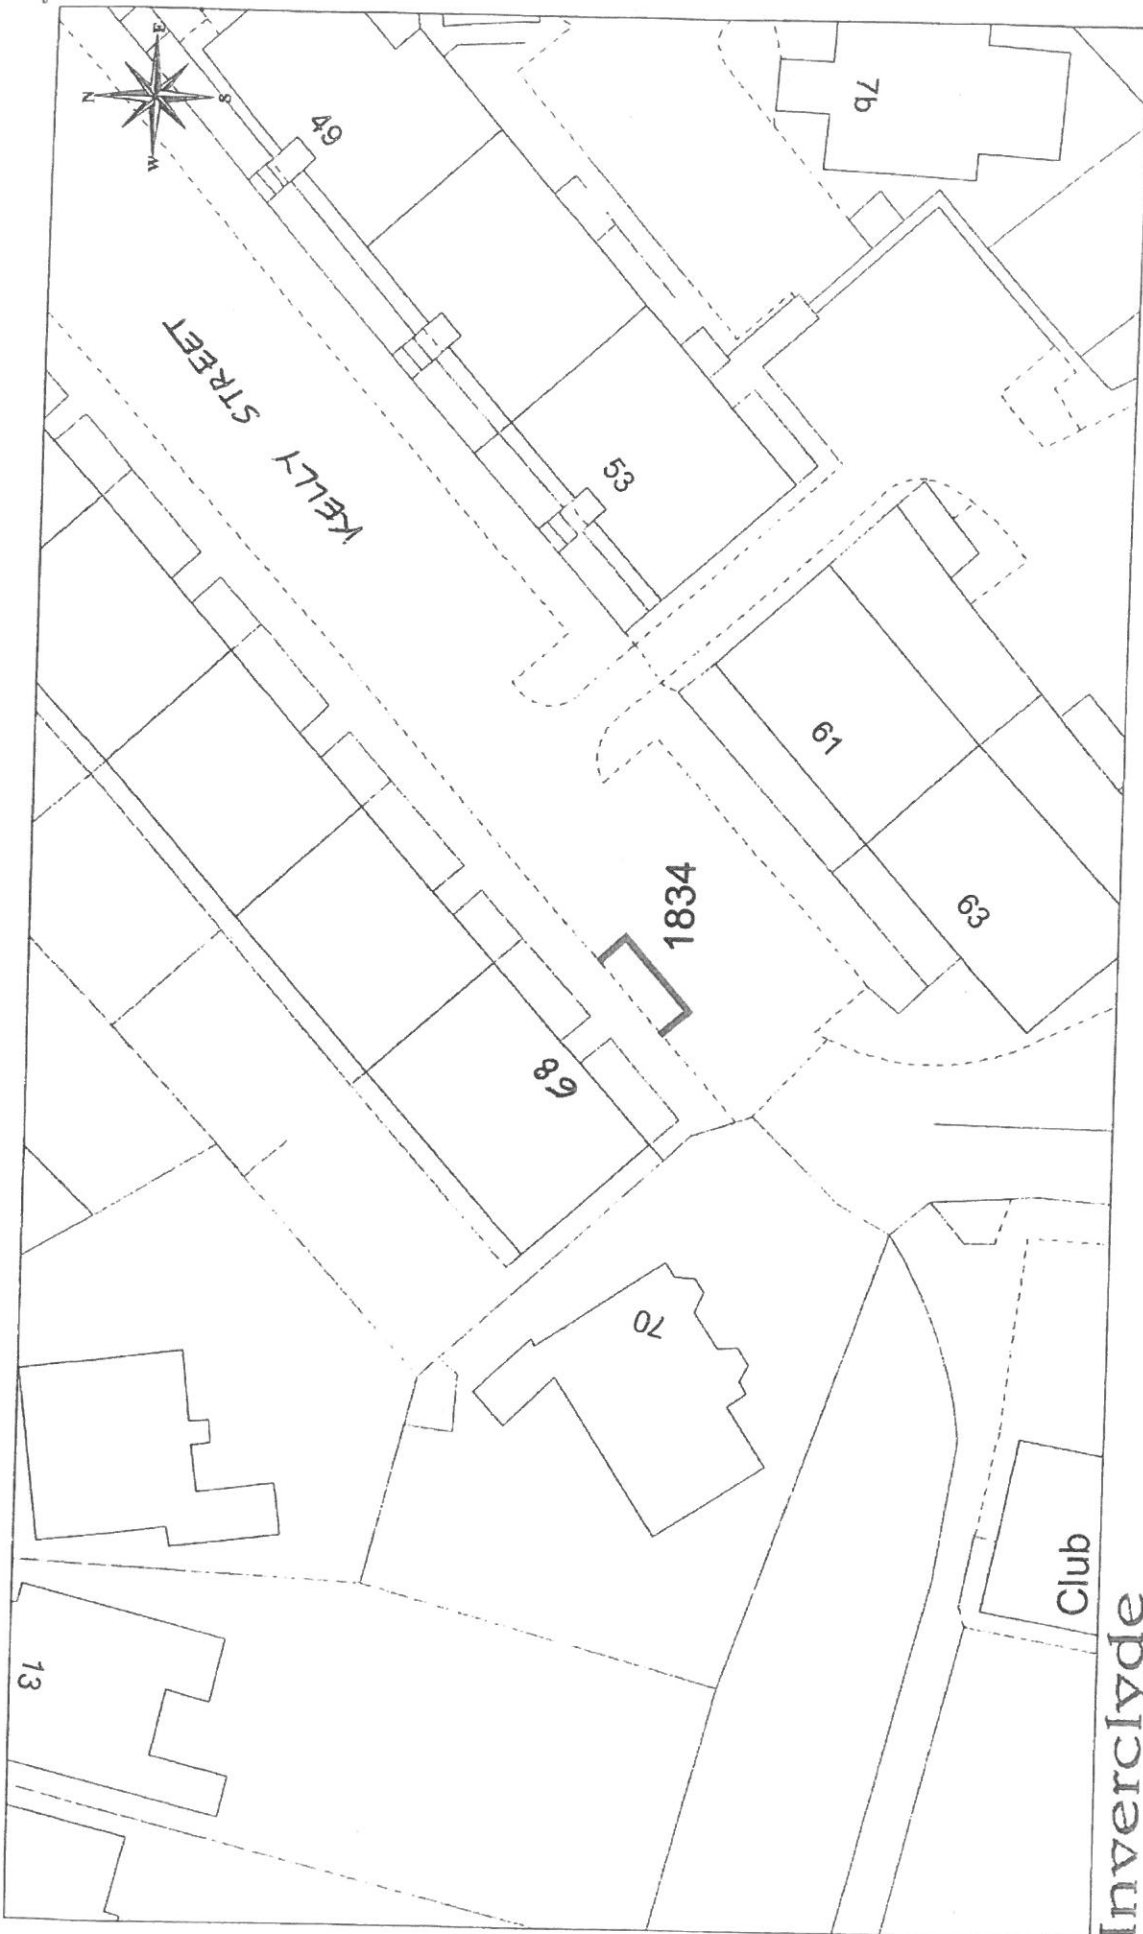 N
E
S
W
49
7b
KELLY STREET
53
61
63
1834
68
70
13
Club
Inverclyde